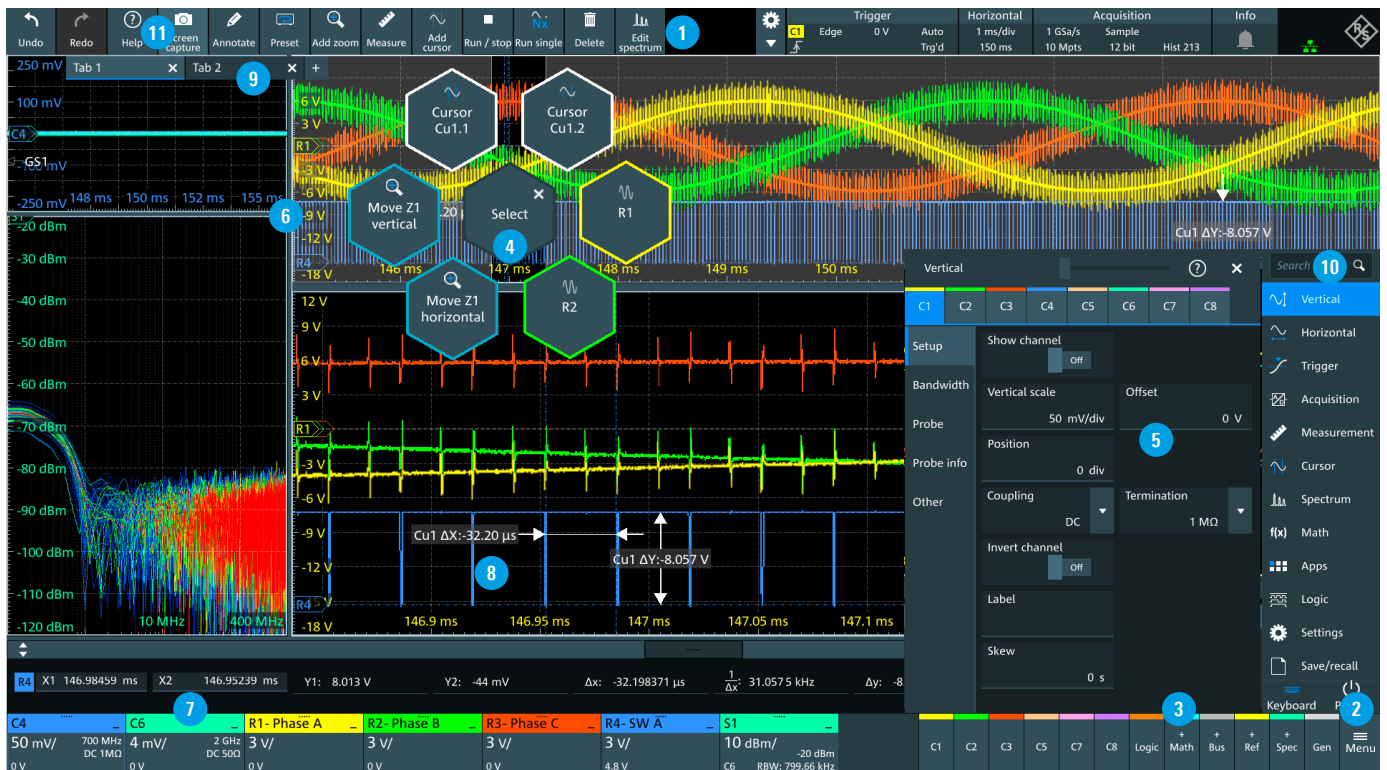 Undo
Redo
Help
11
Screen capture
Annotate
Preset
Add zoom
Measure
Add cursor
Run / stop
Nx
Run single
Delete
Edit spectrum
1
Trigger
C1 Edge 0 V Auto
Trig'd
Horizontal
1 ms/div
150 ms
Acquisition
1 GSa/s Sample
10 Mpts 12 bit Hist 213
Info
R&S
250 mV
Tab 1
Tab 2
+
9
100 mV
C4
GS1
-250 mV
148 ms 150 ms 152 ms 155 ms
6 V
3 V
R1
-3 V
-6 V
-9 V
-12 V
R4
-18 V
6
Cursor Cu1.1
Cursor Cu1.2
Move Z1 vertical
Select
4
R1
Move Z1 horizontal
R2
146 ms 147 ms 148 ms 149 ms 150 ms
Cu1 ΔY:-8.057 V
S1
-20 dBm
-30 dBm
-40 dBm
-50 dBm
-60 dBm
-70 dBm
-80 dBm
-90 dBm
-100 dBm
-110 dBm
-120 dBm
10 MHz 400 MHz
12 V
9 V
6 V
3 V
R1
-3 V
-6 V
-9 V
-12 V
R4
-18 V
Cu1 ΔX:-32.20 µs
Cu1 ΔY:-8.057 V
8
146.9 ms 146.95 ms 147 ms 147.05 ms 147.1 ms
Vertical
?
C1 C2 C3 C4 C5 C6 C7 C8
Setup
Bandwidth
Probe
Probe info
Other
Show channel
Off
Vertical scale
50 mV/div
Offset
0 V
5
Position
0 div
Coupling
DC
Termination
1 MΩ
Invert channel
Off
Label
Skew
0 s
Search
10
Vertical
Horizontal
Trigger
Acquisition
Measurement
Cursor
Spectrum
f(x) Math
Apps
Logic
Settings
Save/recall
Keyboard
R4 X1 146.98459 ms X2 146.95239 ms Y1: 8.013 V Y2: -44 mV Δx: -32.198371 µs 1/Δx: 31.0575 kHz Δy: -8.
7
C4
50 mV/ 700 MHz
DC 1MΩ
0 V
C6
4 mV/ 2 GHz
DC 50Ω
0 V
R1- Phase A
3 V/
0 V
R2- Phase B
3 V/
0 V
R3- Phase C
3 V/
0 V
R4- SW A
3 V/
4.8 V
S1
10 dBm/
-20 dBm
C6 RBW: 799.66 kHz
C1 C2 C3 C5 C7 C8 Logic + Math + Bus + Ref + Spec Gen Menu
3
2